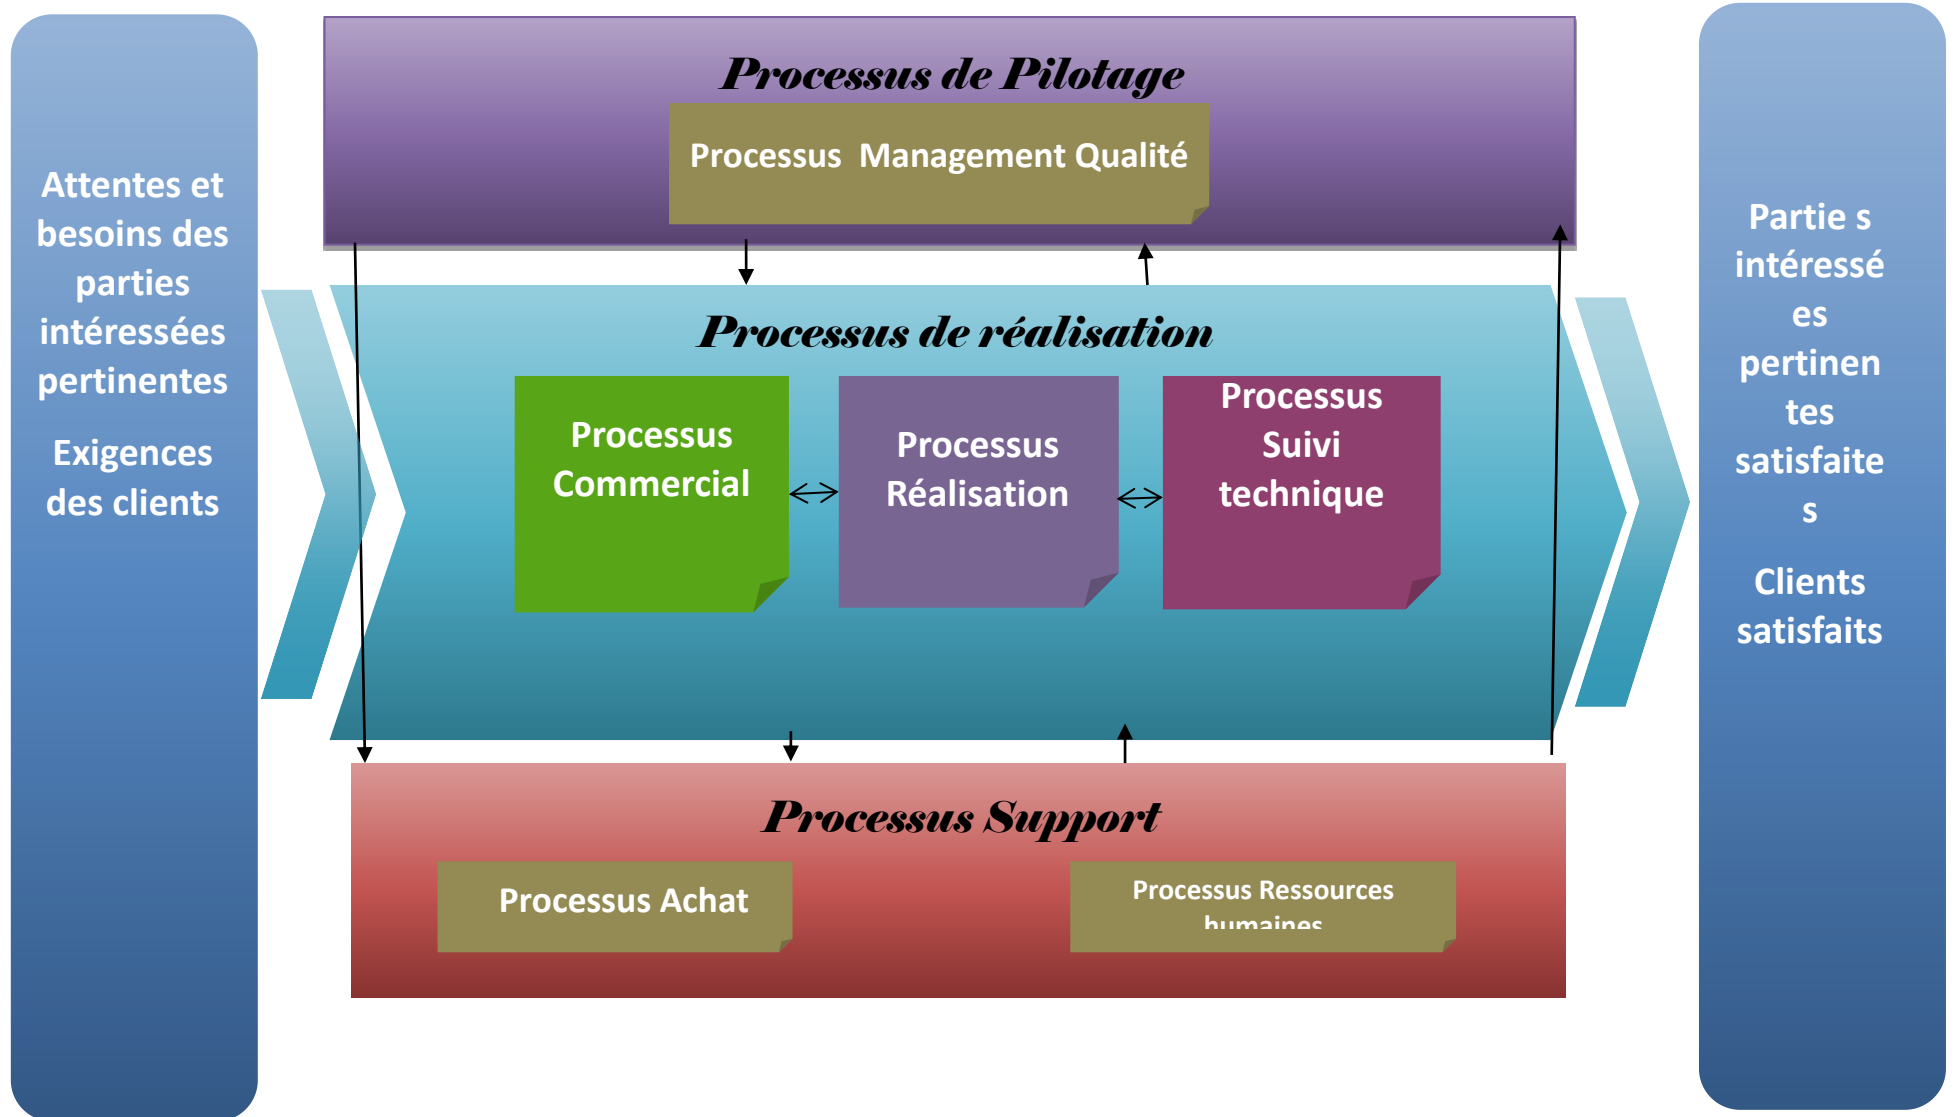 Attentes et
besoins des
parties
intéressées
pertinentes
Exigences
des clients
Processus de Pilotage
Processus Management Qualité
Processus de réalisation
Processus
Commercial
Processus
Réalisation
Processus
Suivi
technique
Processus Support
Processus Achat
Processus Ressources
humaines
Partie s
intéressé
es
pertinen
tes
satisfaite
s
Clients
satisfaits